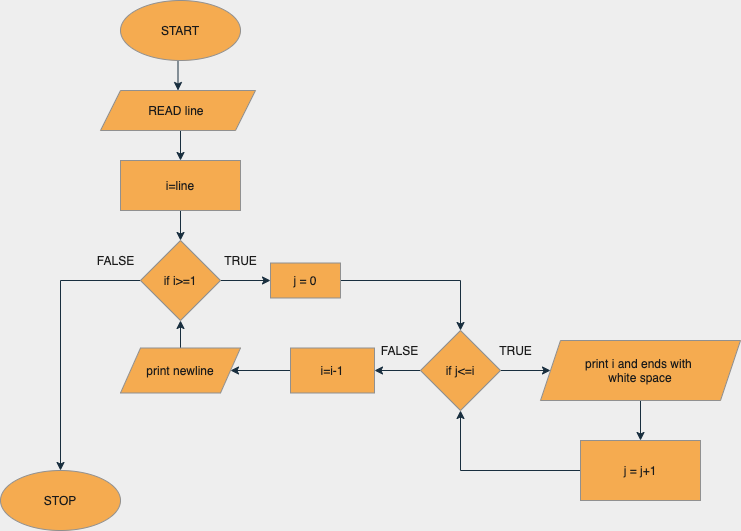 START
READ line
i=line
FALSE
TRUE
if i>=1
j = 0
print newline
i=i-1
FALSE
if j<=i
TRUE
print i and ends with
white space
j = j+1
STOP